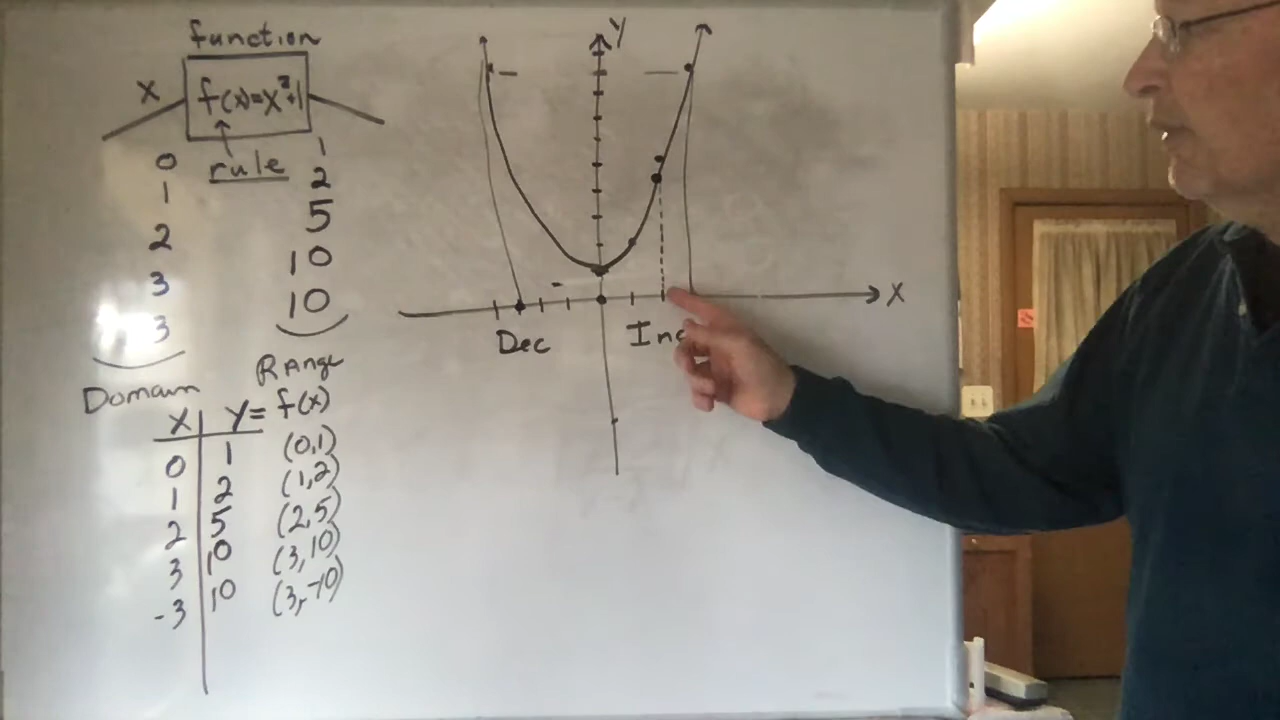 function
x
f(x)=x²+1
rule
0
1
2
3
3
1
2
5
10
10
Domain
Range
x y= f(x)
0 1 (0,1)
1 2 (1,2)
2 5 (2,5)
3 10 (3,10)
-3 10 (3,-10)
Y
X
Dec
Inc